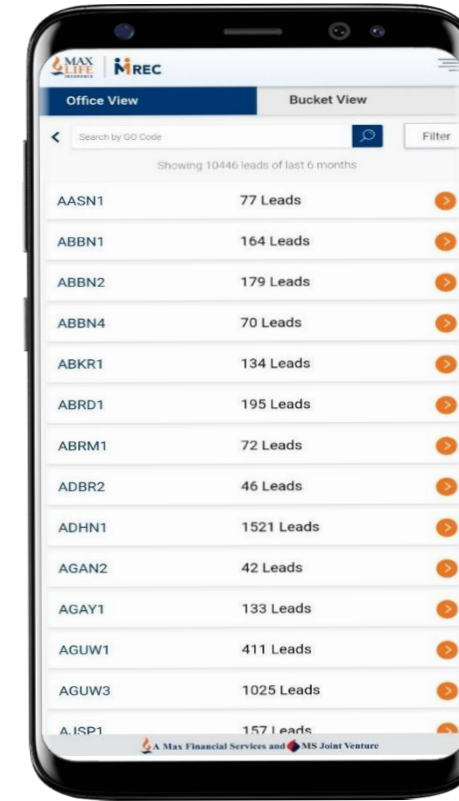 MAX LIFE INSURANCE MREC
Office View Bucket View
Search by GO Code Filter
Showing 10446 leads of last 6 months
AASN1 77 Leads
ABBN1 164 Leads
ABBN2 179 Leads
ABBN4 70 Leads
ABKR1 134 Leads
ABRD1 195 Leads
ABRM1 72 Leads
ADBR2 46 Leads
ADHN1 1521 Leads
AGAN2 42 Leads
AGAY1 133 Leads
AGUW1 411 Leads
AGUW3 1025 Leads
AJSP1 157 Leads
A Max Financial Services and MS Joint Venture